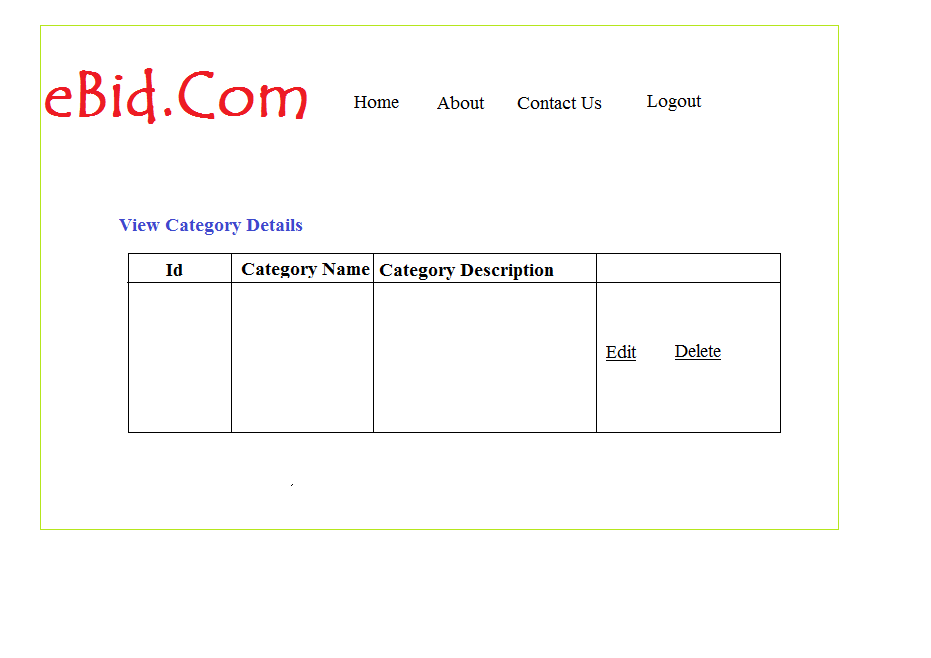 eBid.Com Home About Contact Us Logout
View Category Details
Id Category Name Category Description
Edit Delete